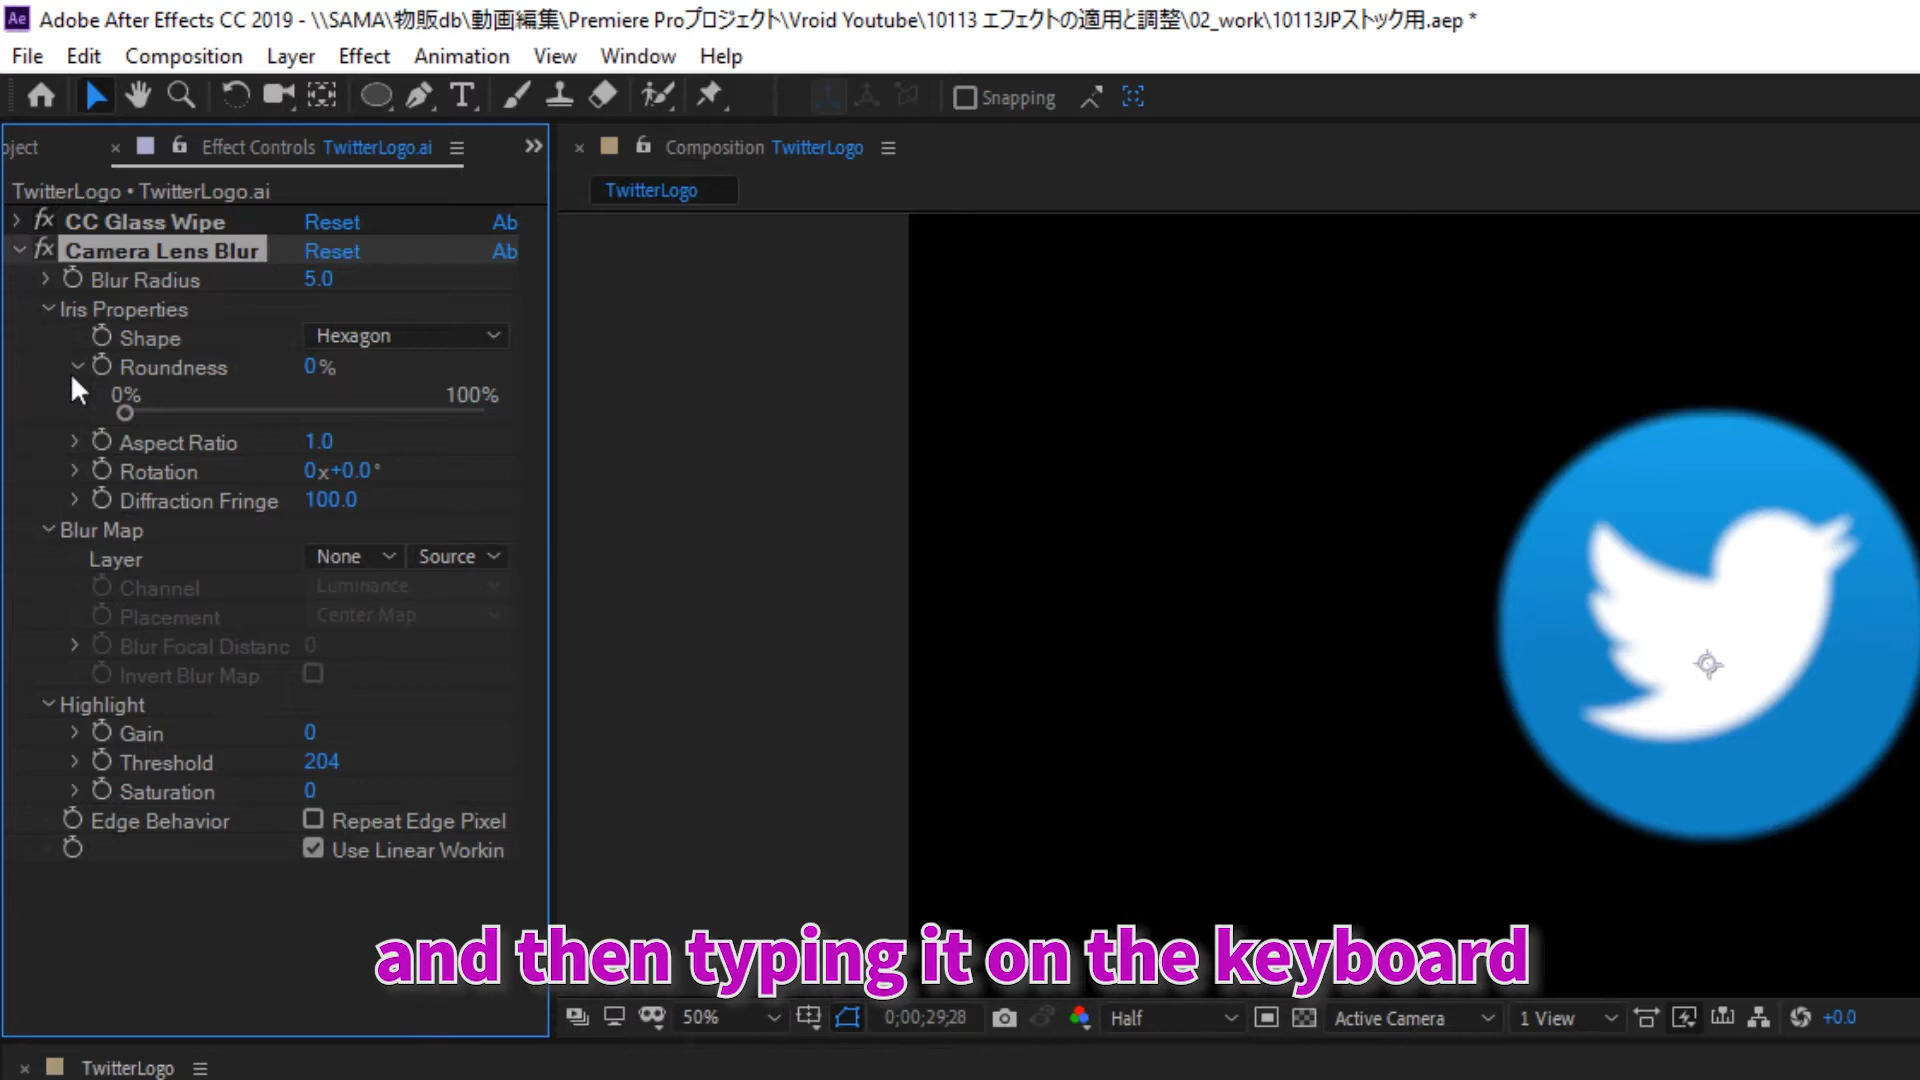 Ae Adobe After Effects CC 2019 - \\SAMA\物販db\動画編集\Premiere Proプロジェクト\Vroid Youtube\10113 エフェクトの適用と調整\02_work\10113JPストック用.aep *
File Edit Composition Layer Effect Animation View Window Help
Snapping
oject × Effect Controls TwitterLogo.ai
× Composition TwitterLogo
TwitterLogo • TwitterLogo.ai
TwitterLogo
fx CC Glass Wipe Reset Ab
fx Camera Lens Blur Reset Ab
Blur Radius 5.0
Iris Properties
Shape Hexagon
Roundness 0%
0% 100%
Aspect Ratio 1.0
Rotation 0x+0.0°
Diffraction Fringe 100.0
Blur Map
Layer None Source
Channel Luminance
Placement Center Map
Blur Focal Distanc 0
Invert Blur Map
Highlight
Gain 0
Threshold 204
Saturation 0
Edge Behavior Repeat Edge Pixel
Use Linear Workin
and then typing it on the keyboard
50% 0;00;29;28 Half Active Camera 1 View +0.0
× TwitterLogo